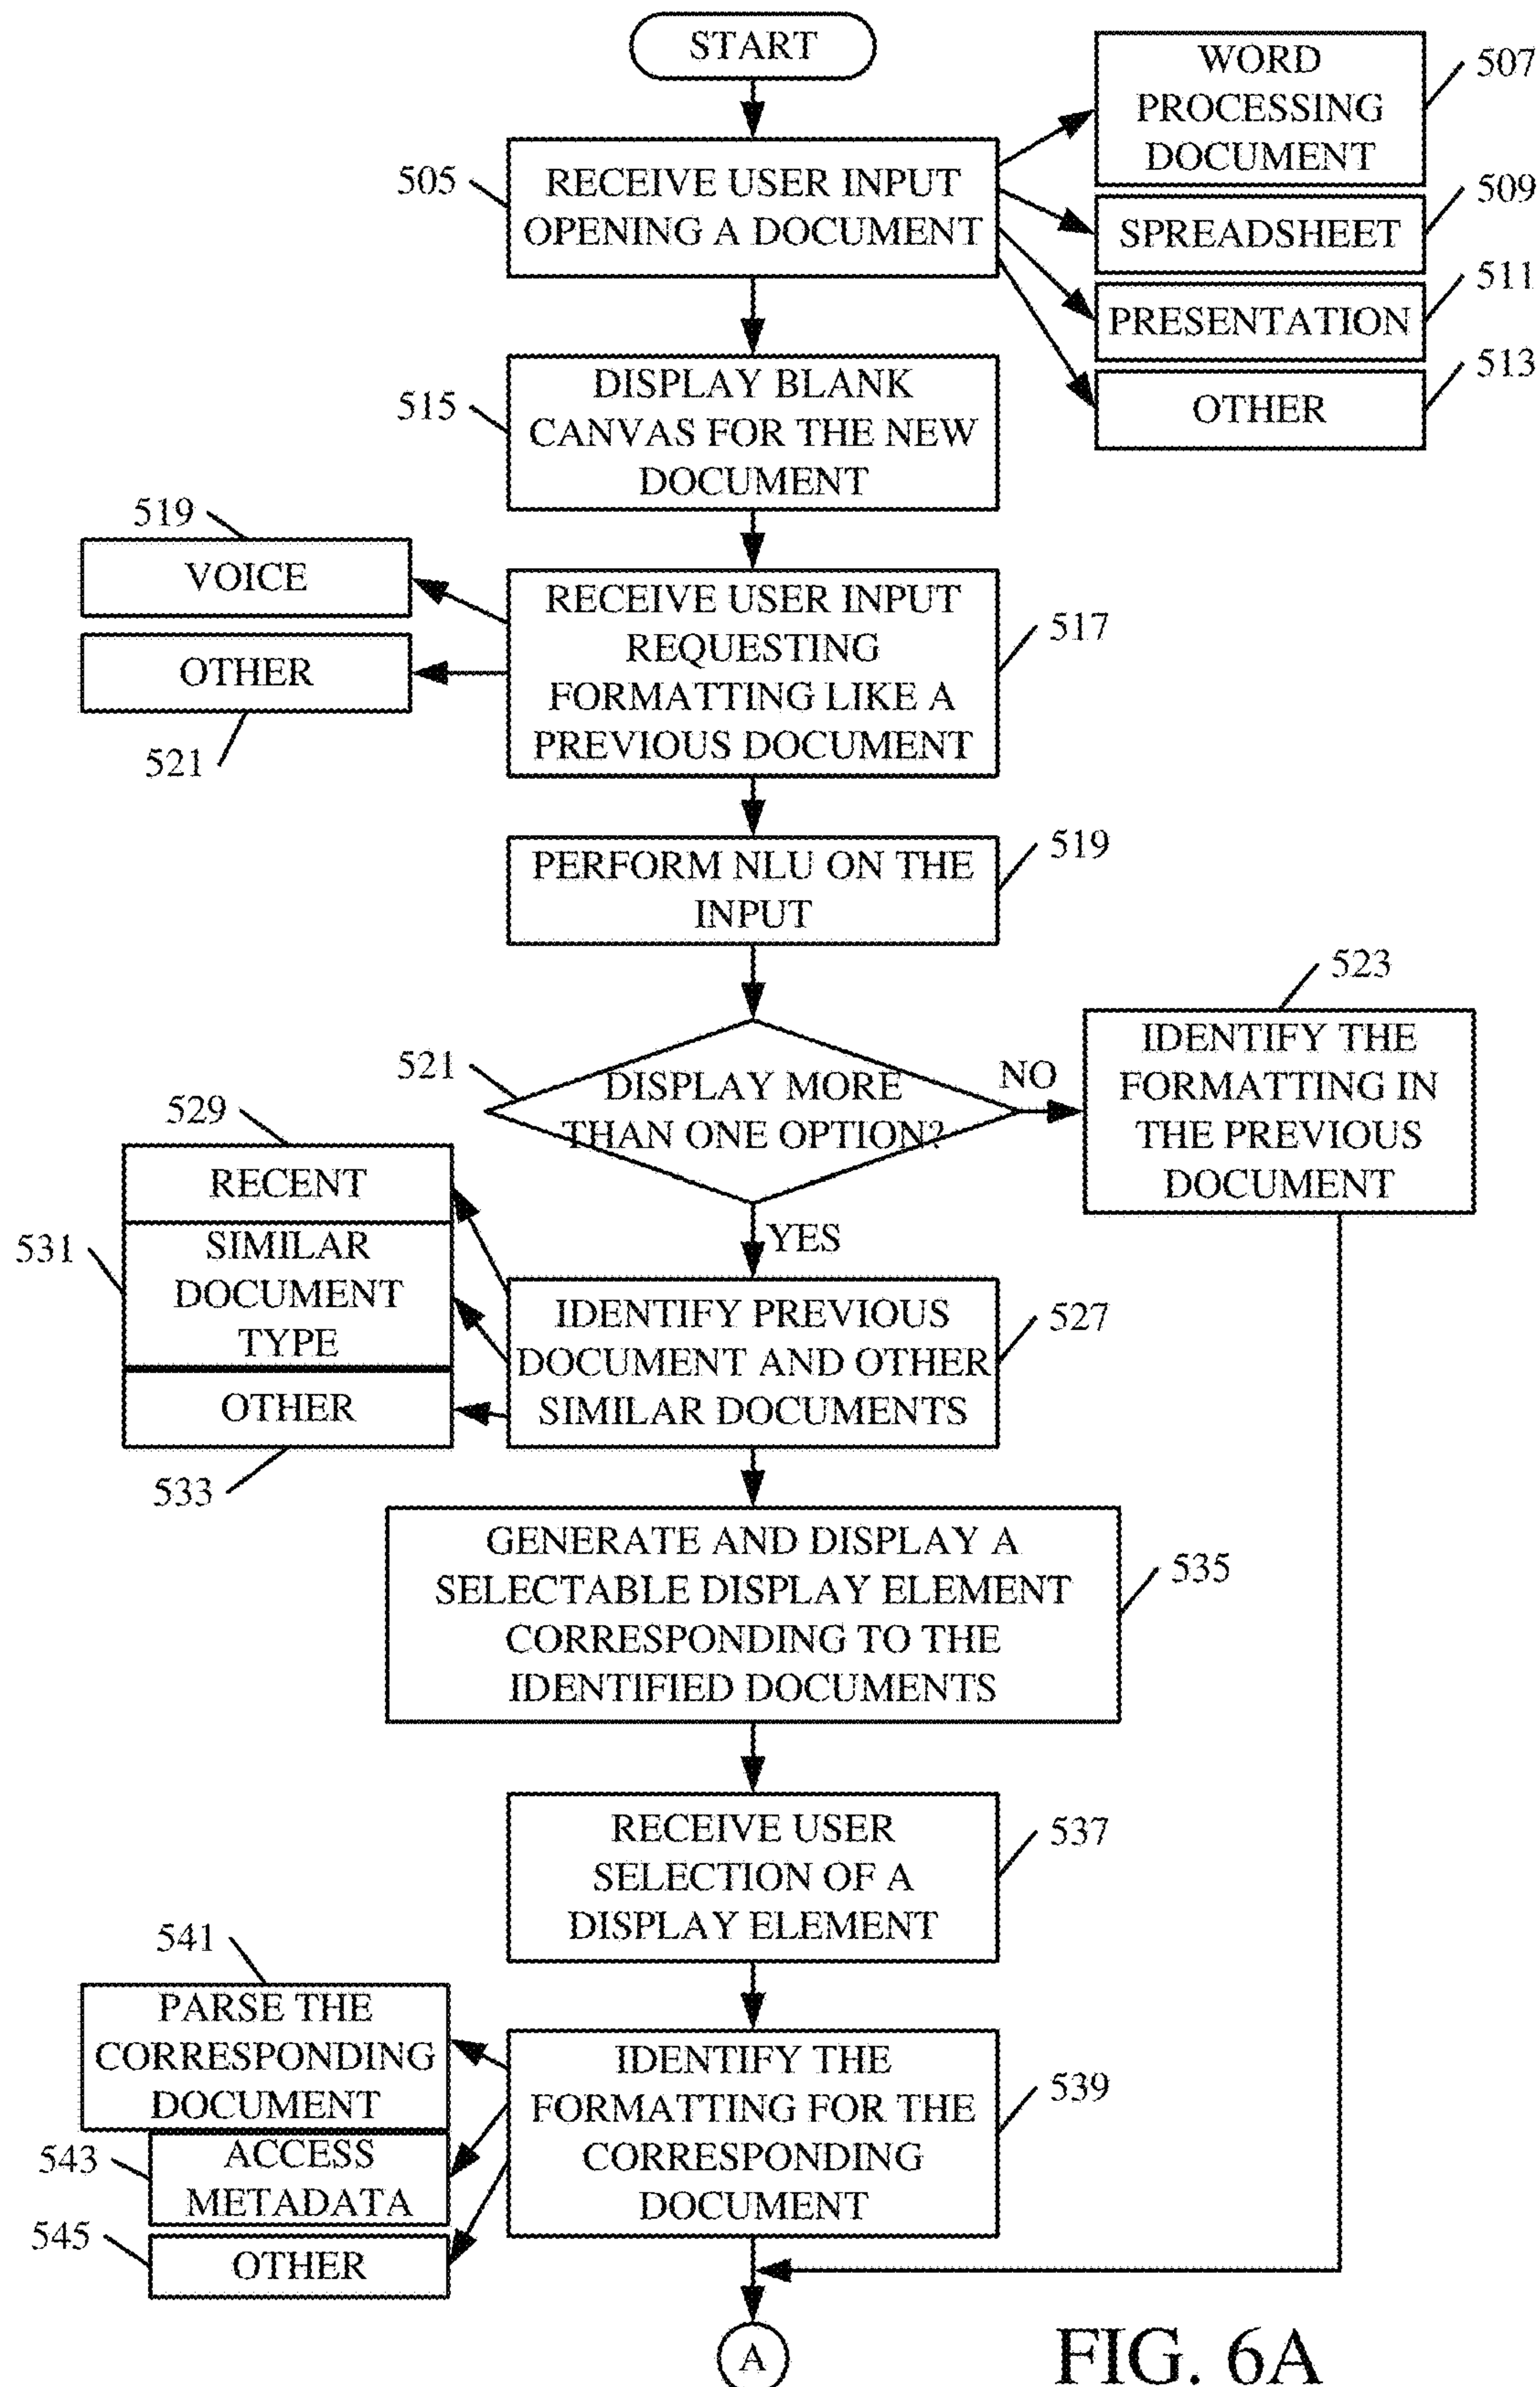 START
WORD
PROCESSING
DOCUMENT
507
505
RECEIVE USER INPUT
OPENING A DOCUMENT
SPREADSHEET
509
PRESENTATION
511
OTHER
513
515
DISPLAY BLANK
CANVAS FOR THE NEW
DOCUMENT
519
VOICE
OTHER
521
RECEIVE USER INPUT
REQUESTING
FORMATTING LIKE A
PREVIOUS DOCUMENT
517
PERFORM NLU ON THE
INPUT
519
521
DISPLAY MORE
THAN ONE OPTION?
NO
523
IDENTIFY THE
FORMATTING IN
THE PREVIOUS
DOCUMENT
YES
529
RECENT
531
SIMILAR
DOCUMENT
TYPE
OTHER
533
IDENTIFY PREVIOUS
DOCUMENT AND OTHER
SIMILAR DOCUMENTS
527
GENERATE AND DISPLAY A
SELECTABLE DISPLAY ELEMENT
CORRESPONDING TO THE
IDENTIFIED DOCUMENTS
535
RECEIVE USER
SELECTION OF A
DISPLAY ELEMENT
537
541
PARSE THE
CORRESPONDING
DOCUMENT
543
ACCESS
METADATA
545
OTHER
IDENTIFY THE
FORMATTING FOR THE
CORRESPONDING
DOCUMENT
539
A
FIG. 6A